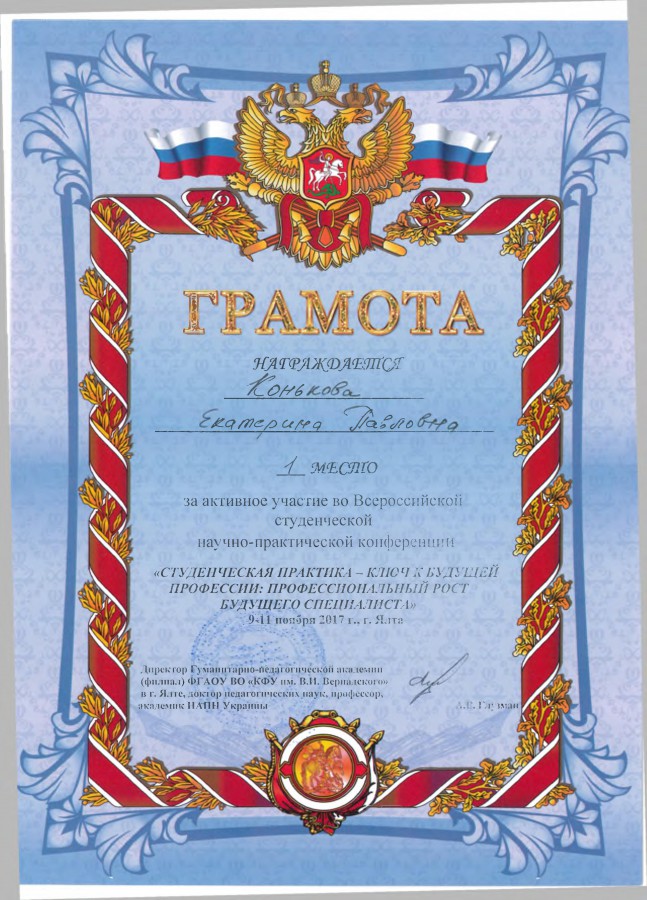 ГРАМОТА
НАГРАЖДАЕТСЯ
Конькова
Екатерина Павловна
1 МЕСТО
за активное участие во Всероссийской
студенческой
научно-практической конференции
«СТУДЕНЧЕСКАЯ ПРАКТИКА – КЛЮЧ К БУДУЩЕЙ
ПРОФЕССИИ: ПРОФЕССИОНАЛЬНЫЙ РОСТ
БУДУЩЕГО СПЕЦИАЛИСТА»
9-11 ноября 2017 г., г. Ялта
Директор Гуманитарно-педагогической академии
(филиал) ФГАОУ ВО «КФУ им. В.И. Вернадского»
в г. Ялте, доктор педагогических наук, профессор,
академик НАПН Украины
Глузман